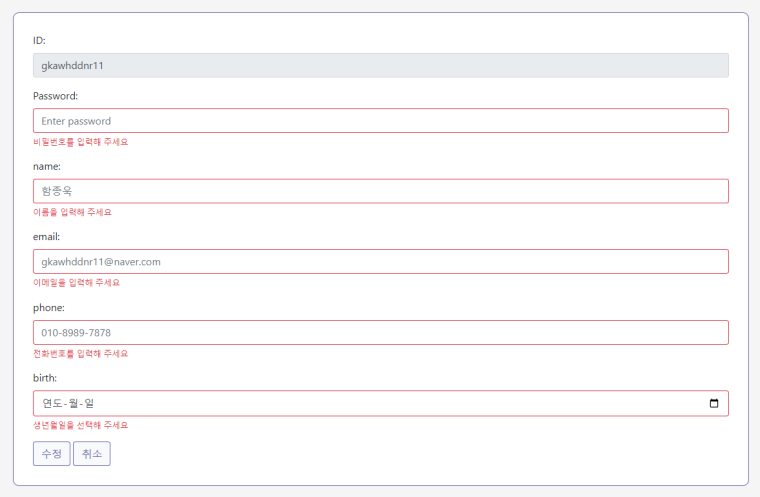 ID:
gkawhddnr11
Password:
Enter password
비밀번호를 입력해 주세요
name:
함종욱
이름을 입력해 주세요
email:
gkawhddnr11@naver.com
이메일을 입력해 주세요
phone:
010-8989-7878
전화번호를 입력해 주세요
birth:
연도-월-일
생년월일을 선택해 주세요
수정 취소